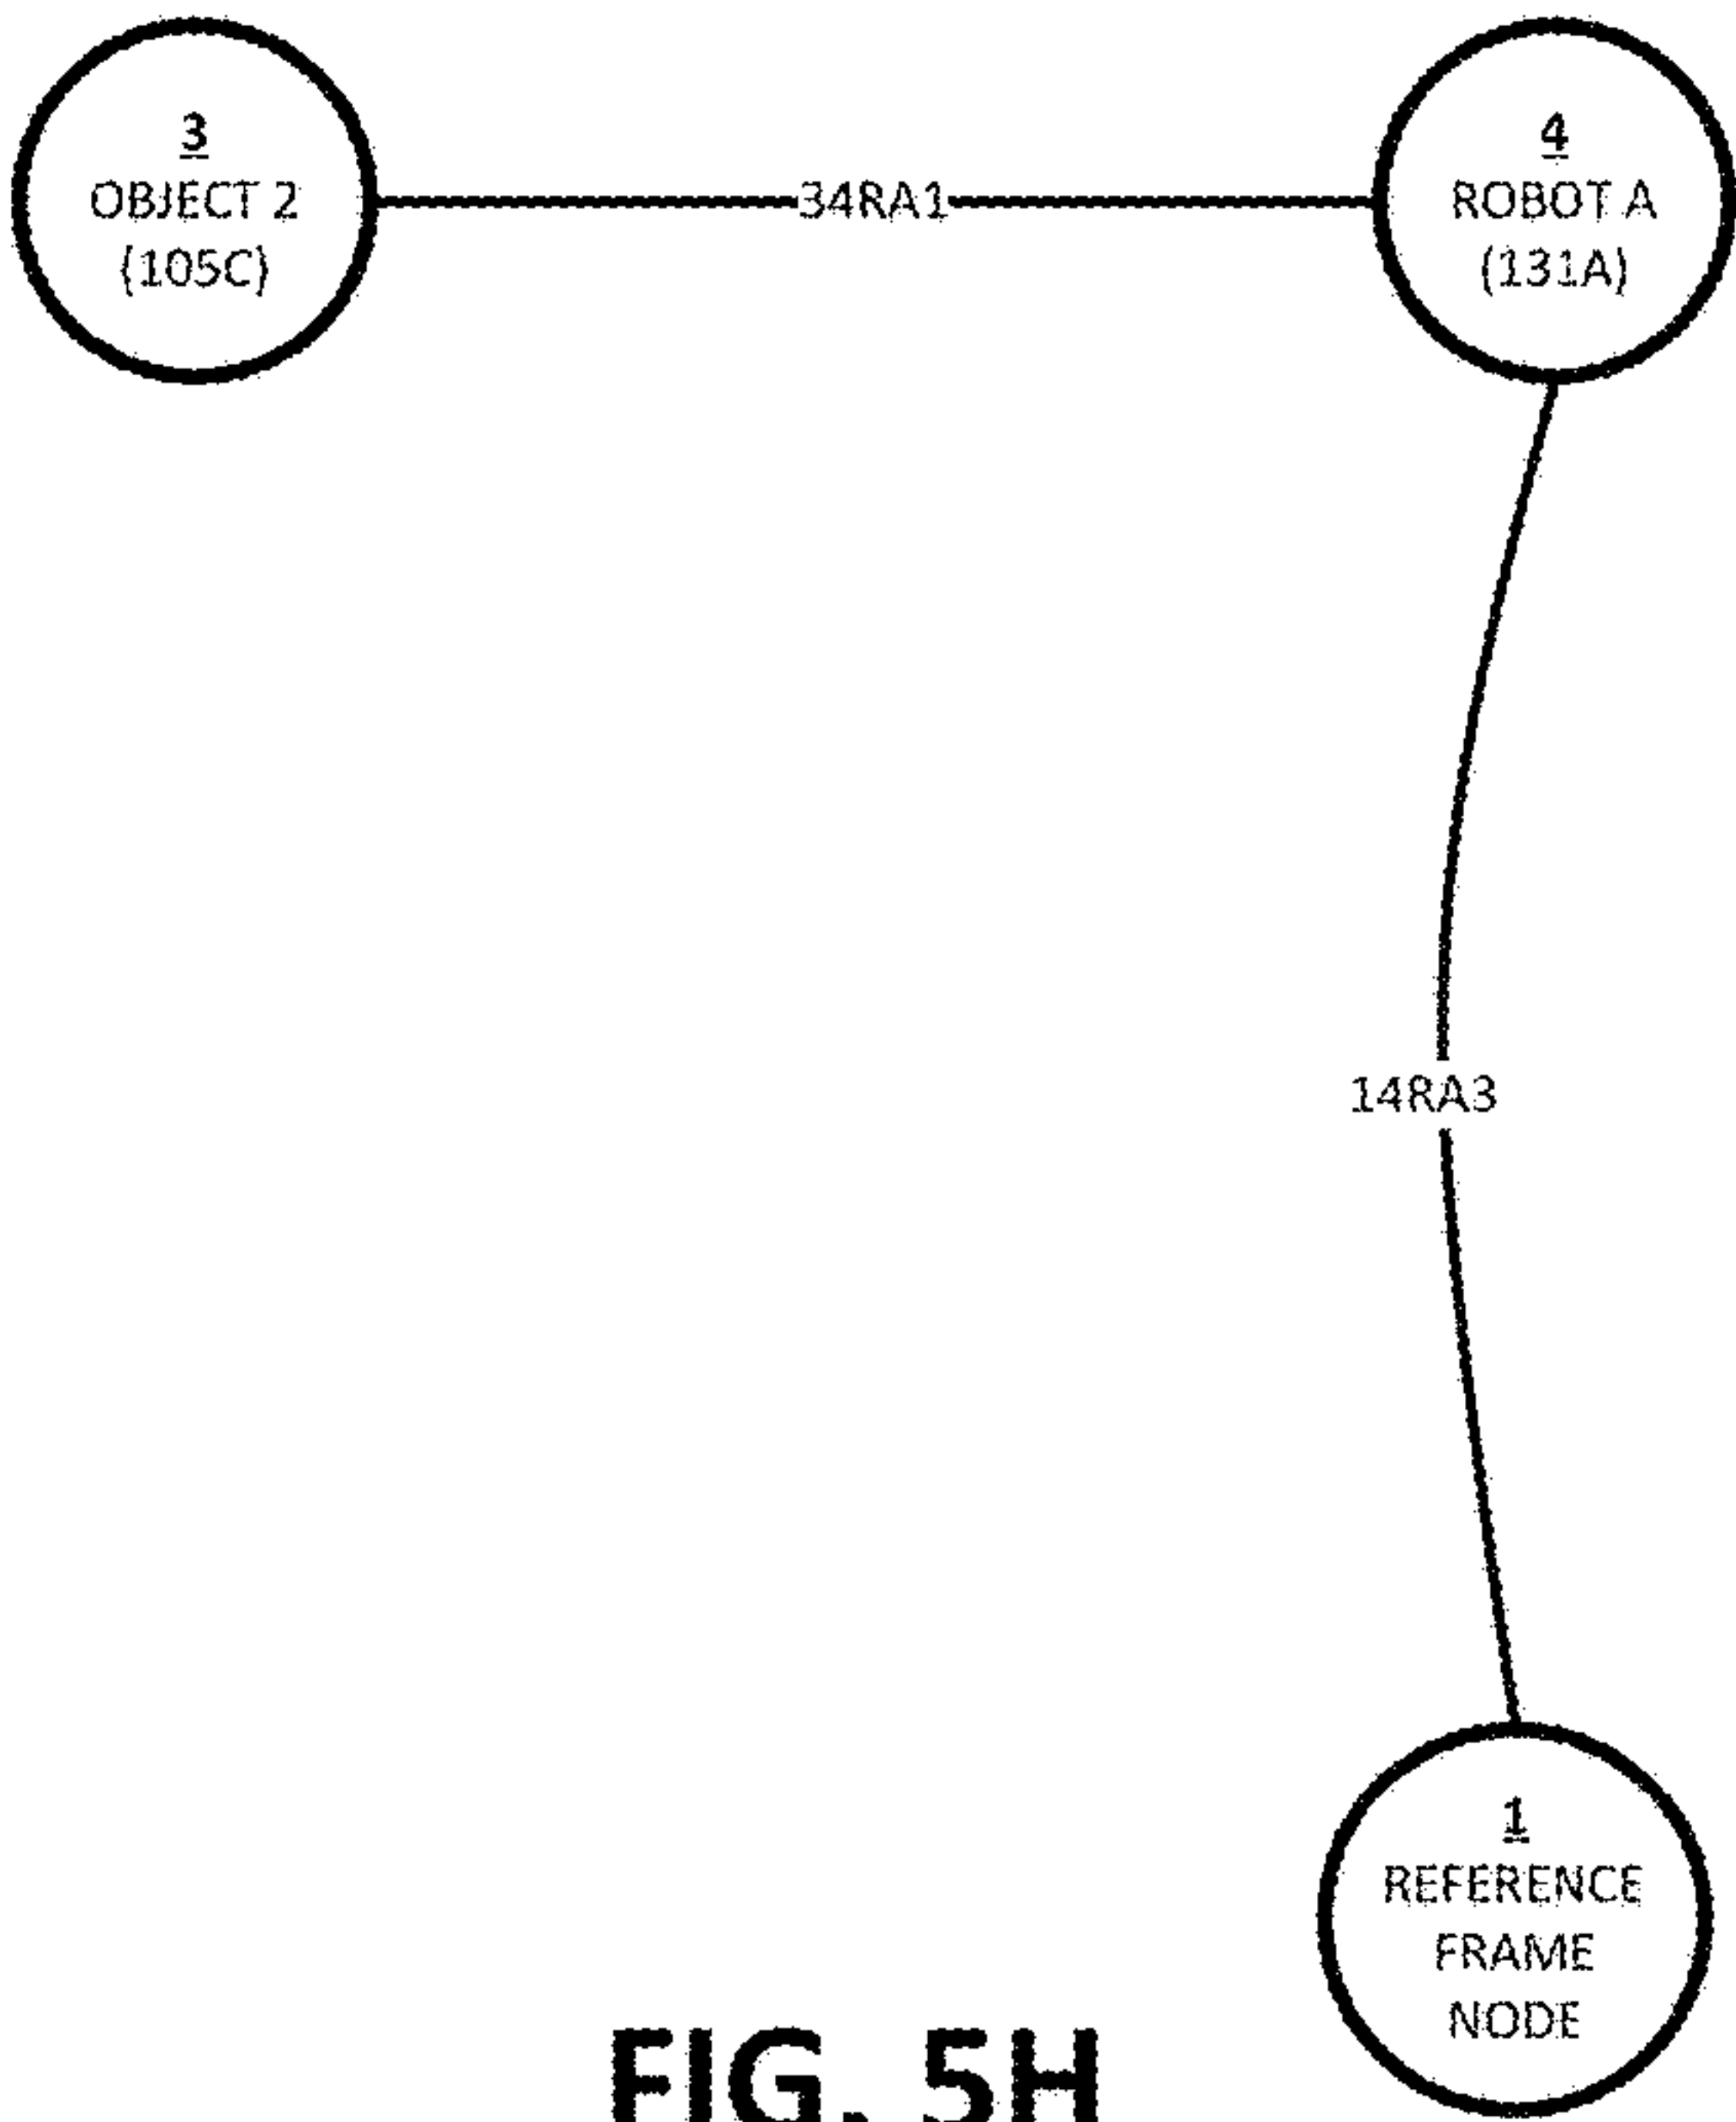 3
OBJECT 2
(105C)
34RA1
4
ROBOT A
(131A)
14RA3
1
REFERENCE
FRAME
NODE
FIG. 5H